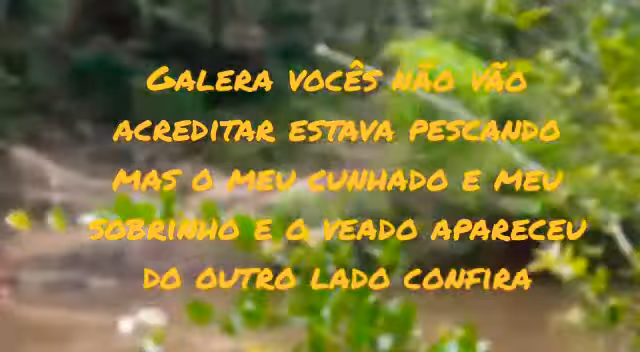 Galera vocês não vão
acreditar estava pescando
mas o meu cunhado e meu
sobrinho e o veado apareceu
do outro lado confira